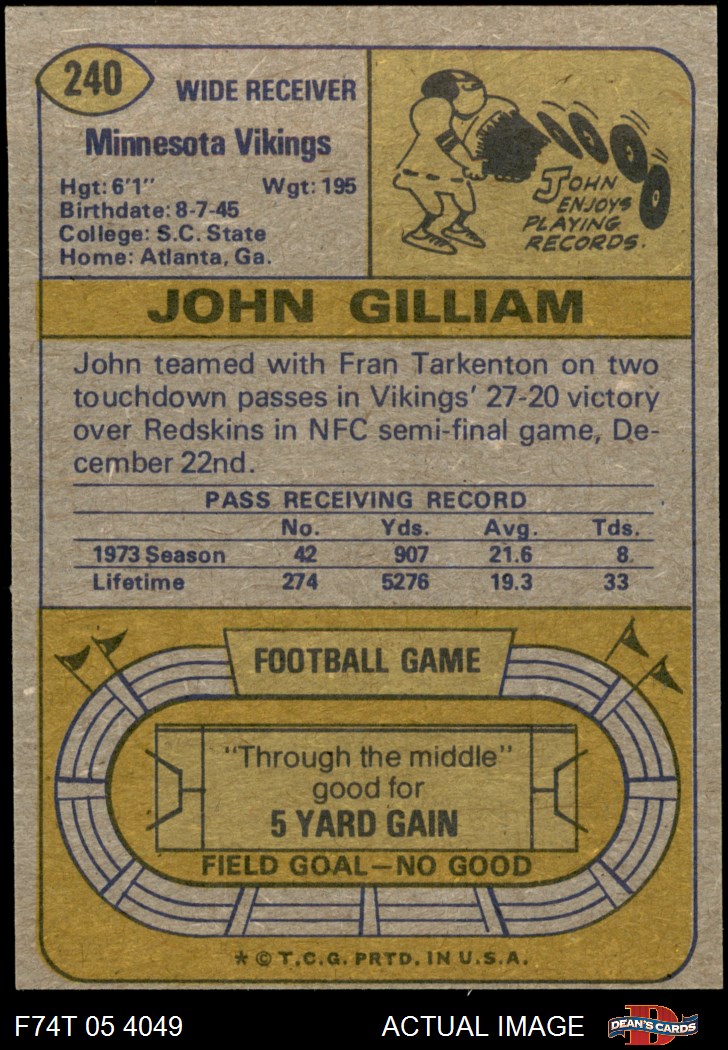 240
WIDE RECEIVER
Minnesota Vikings
Hgt: 6'1" Wgt: 195
Birthdate: 8-7-45
College: S.C. State
Home: Atlanta, Ga.
JOHN
ENJOYS
PLAYING
RECORDS.
JOHN GILLIAM
John teamed with Fran Tarkenton on two
touchdown passes in Vikings' 27-20 victory
over Redskins in NFC semi-final game, De-
cember 22nd.
PASS RECEIVING RECORD
No. Yds. Avg. Tds.
1973 Season 42 907 21.6 8
Lifetime 274 5276 19.3 33
FOOTBALL GAME
"Through the middle"
good for
5 YARD GAIN
FIELD GOAL—NO GOOD
* © T.C.G. PRTD. IN U.S.A.
F74T 05 4049 ACTUAL IMAGE D DEAN'S CARDS